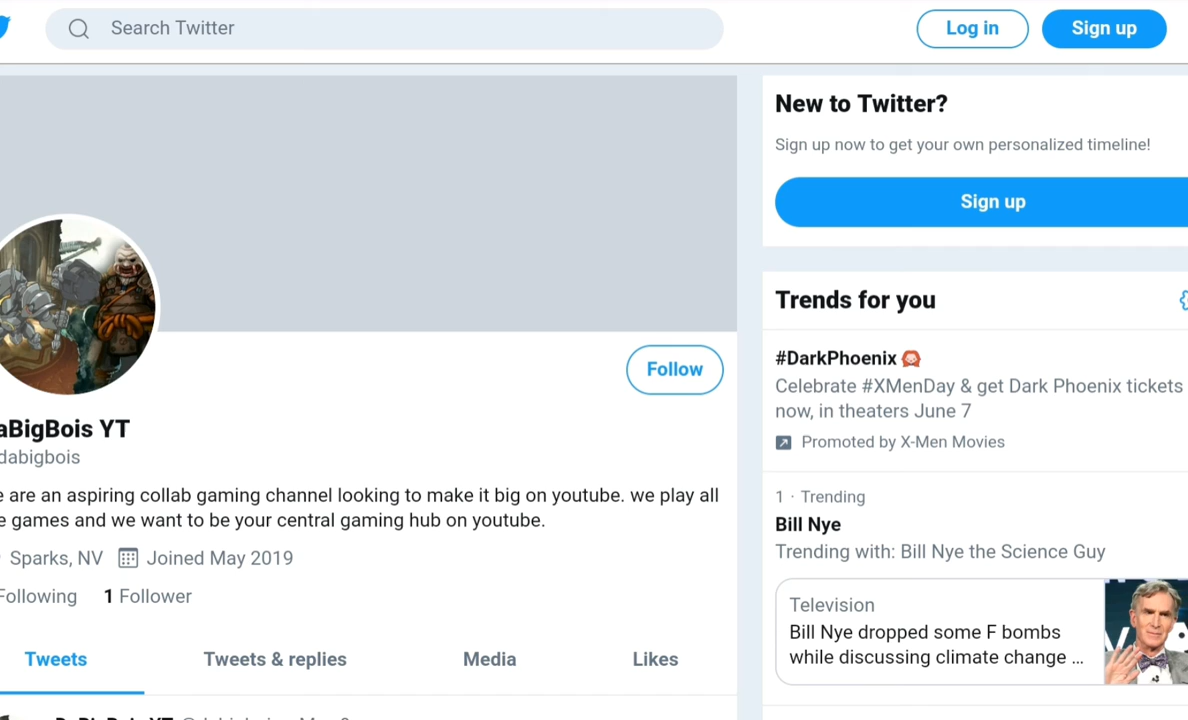 Search Twitter
Log in
Sign up
New to Twitter?
Sign up now to get your own personalized timeline!
Sign up
Follow
aBigBois YT
dabigbois
e are an aspiring collab gaming channel looking to make it big on youtube. we play all
e games and we want to be your central gaming hub on youtube.
Sparks, NV Joined May 2019
Following 1 Follower
Tweets Tweets & replies Media Likes
Trends for you
#DarkPhoenix
Celebrate #XMenDay & get Dark Phoenix tickets
now, in theaters June 7
Promoted by X-Men Movies
1 · Trending
Bill Nye
Trending with: Bill Nye the Science Guy
Television
Bill Nye dropped some F bombs
while discussing climate change ...